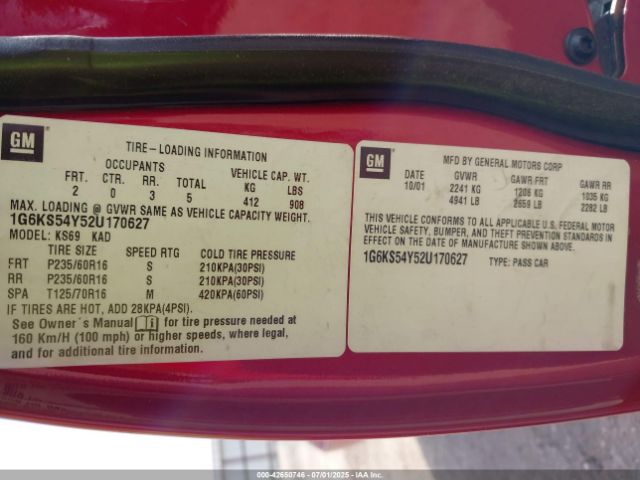 GM
TIRE-LOADING INFORMATION
OCCUPANTS VEHICLE CAP. WT.
FRT. CTR. RR. TOTAL KG LBS
2 0 3 5 412 908
MAX. LOADING @ GVWR SAME AS VEHICLE CAPACITY WEIGHT
1G6KS54Y52U170627
MODEL: KS69 KAD
TIRE SIZE SPEED RTG COLD TIRE PRESSURE
FRT P235/60R16 S 210KPA(30PSI)
RR P235/60R16 S 210KPA(30PSI)
SPA T125/70R16 M 420KPA(60PSI)
IF TIRES ARE HOT, ADD 28KPA(4PSI)
See Owner's Manual for tire pressure needed at
160 Km/H (100 mph) or higher speeds, where legal,
and for additional tire information.
GM
MFD BY GENERAL MOTORS CORP
DATE GVWR GAWR FRT GAWR RR
10/01 2241 KG 1206 KG 1035 KG
4941 LB 2659 LB 2282 LB
THIS VEHICLE CONFORMS TO ALL APPLICABLE U.S. FEDERAL MOTOR
VEHICLE SAFETY, BUMPER, AND THEFT PREVENTION STANDARDS IN
EFFECT ON THE DATE OF MANUFACTURE SHOWN ABOVE.
1G6KS54Y52U170627 TYPE: PASS CAR
000-42650746 - 07/01/2025 - IAA, Inc.